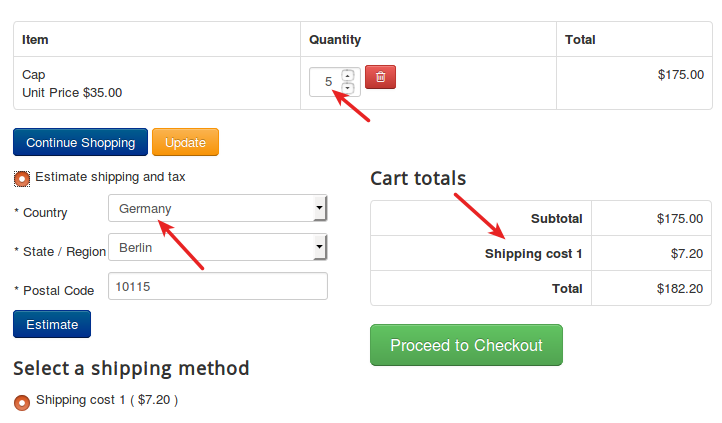 Item Quantity Total
Cap
Unit Price $35.00
5
$175.00
Continue Shopping Update
Estimate shipping and tax
* Country Germany
* State / Region Berlin
* Postal Code 10115
Estimate
Select a shipping method
Shipping cost 1 ( $7.20 )
Cart totals
Subtotal $175.00
Shipping cost 1 $7.20
Total $182.20
Proceed to Checkout